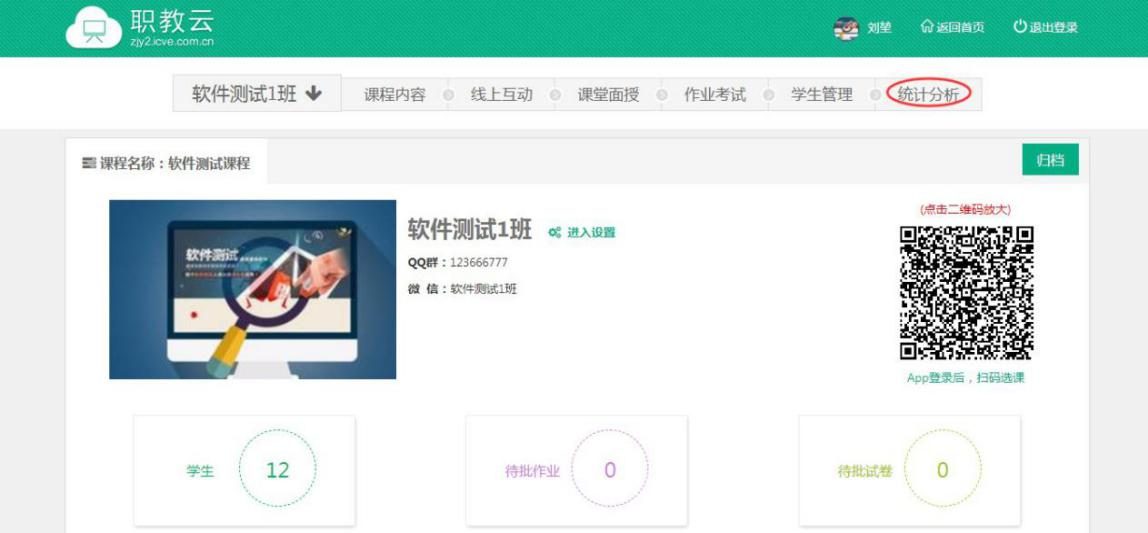 职教云
zjy2.icve.com.cn
刘堃 返回首页 退出登录
软件测试1班 课程内容 线上互动 课堂面授 作业考试 学生管理 统计分析
课程名称：软件测试课程
归档
软件测试
软件测试1班 进入设置
QQ群：123666777
微 信：软件测试1班
(点击二维码放大)
App登录后，扫码选课
学生 12
待批作业 0
待批试卷 0